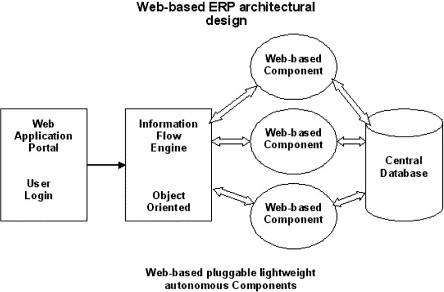 Web-based ERP architectural
design
Web
Application
Portal
User
Login
Information
Flow
Engine
Object
Oriented
Web-based
Component
Web-based
Component
Web-based
Component
Central
Database
Web-based pluggable lightweight
autonomous Components